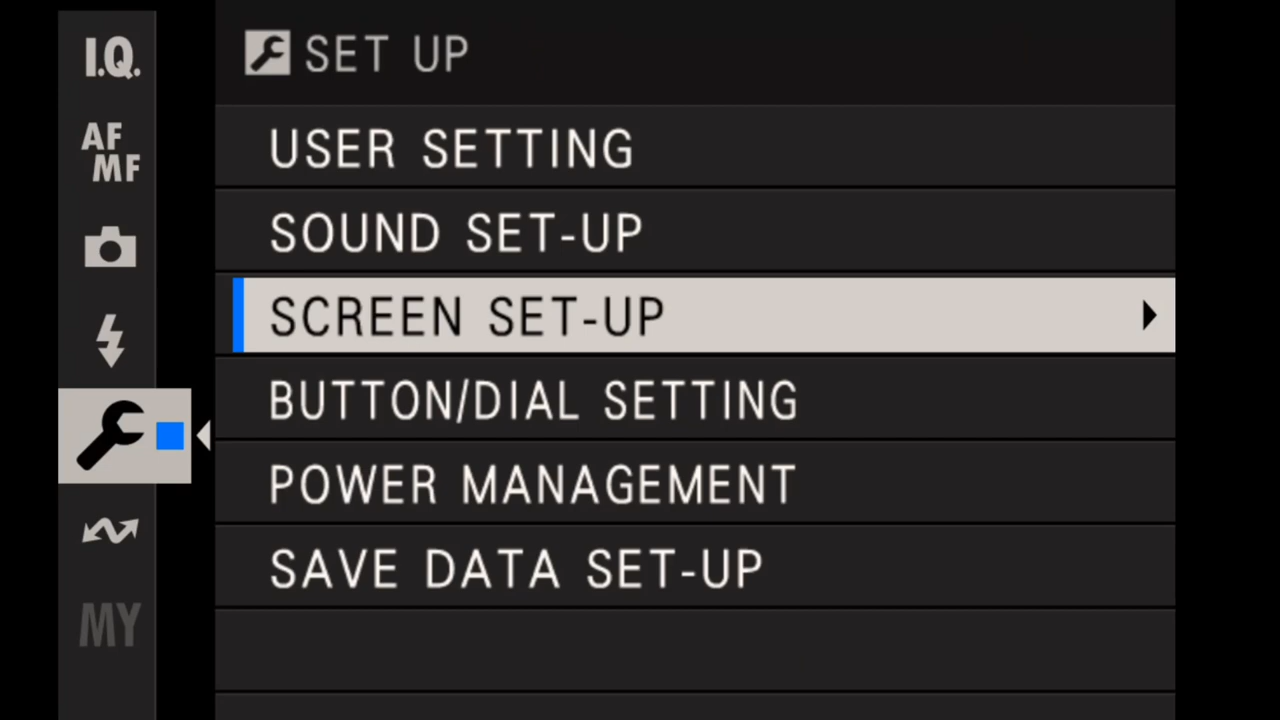 I.Q.
AF
MF
MY
SET UP
USER SETTING
SOUND SET-UP
SCREEN SET-UP
BUTTON/DIAL SETTING
POWER MANAGEMENT
SAVE DATA SET-UP